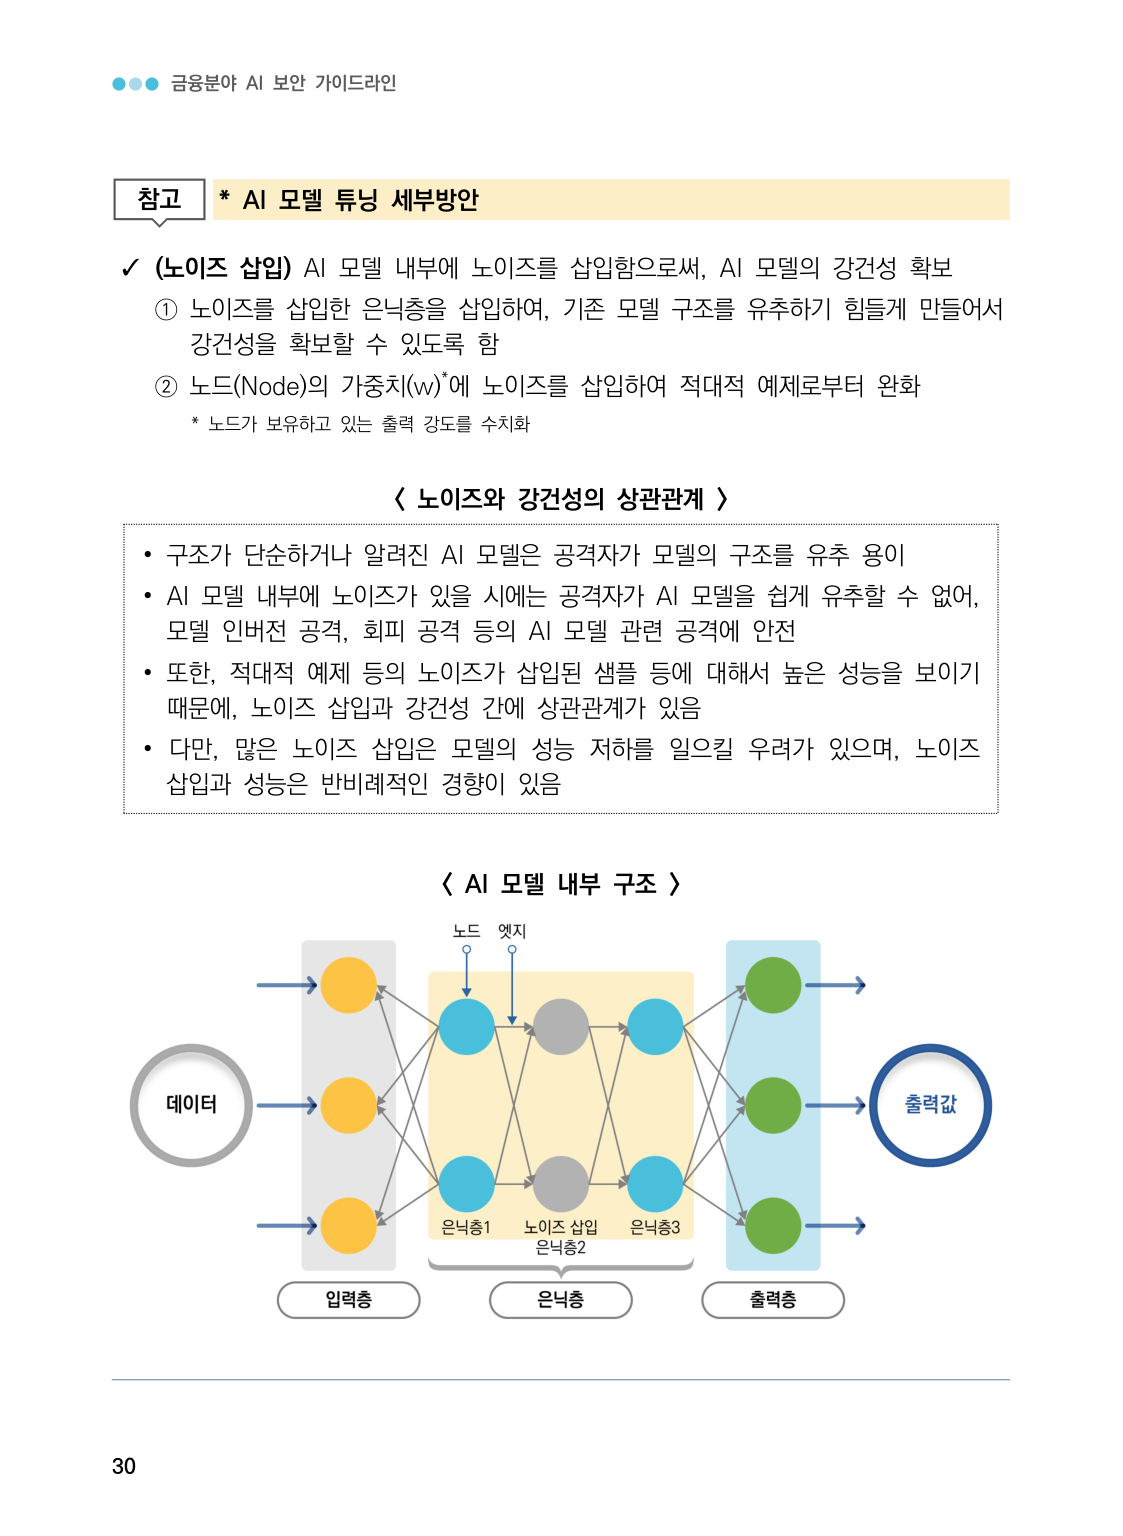 금융분야 AI 보안 가이드라인
참고
* AI 모델 튜닝 세부방안
✓ (노이즈 삽입) AI 모델 내부에 노이즈를 삽입함으로써, AI 모델의 강건성 확보
① 노이즈를 삽입한 은닉층을 삽입하여, 기존 모델 구조를 유추하기 힘들게 만들어서
강건성을 확보할 수 있도록 함
② 노드(Node)의 가중치(w)*에 노이즈를 삽입하여 적대적 예제로부터 완화
* 노드가 보유하고 있는 출력 강도를 수치화
〈 노이즈와 강건성의 상관관계 〉
• 구조가 단순하거나 알려진 AI 모델은 공격자가 모델의 구조를 유추 용이
• AI 모델 내부에 노이즈가 있을 시에는 공격자가 AI 모델을 쉽게 유추할 수 없어,
모델 인버전 공격, 회피 공격 등의 AI 모델 관련 공격에 안전
• 또한, 적대적 예제 등의 노이즈가 삽입된 샘플 등에 대해서 높은 성능을 보이기
때문에, 노이즈 삽입과 강건성 간에 상관관계가 있음
• 다만, 많은 노이즈 삽입은 모델의 성능 저하를 일으킬 우려가 있으며, 노이즈
삽입과 성능은 반비례적인 경향이 있음
〈 AI 모델 내부 구조 〉
노드 엣지
데이터
출력값
은닉층1 노이즈 삽입 은닉층3
은닉층2
입력층 은닉층 출력층
30